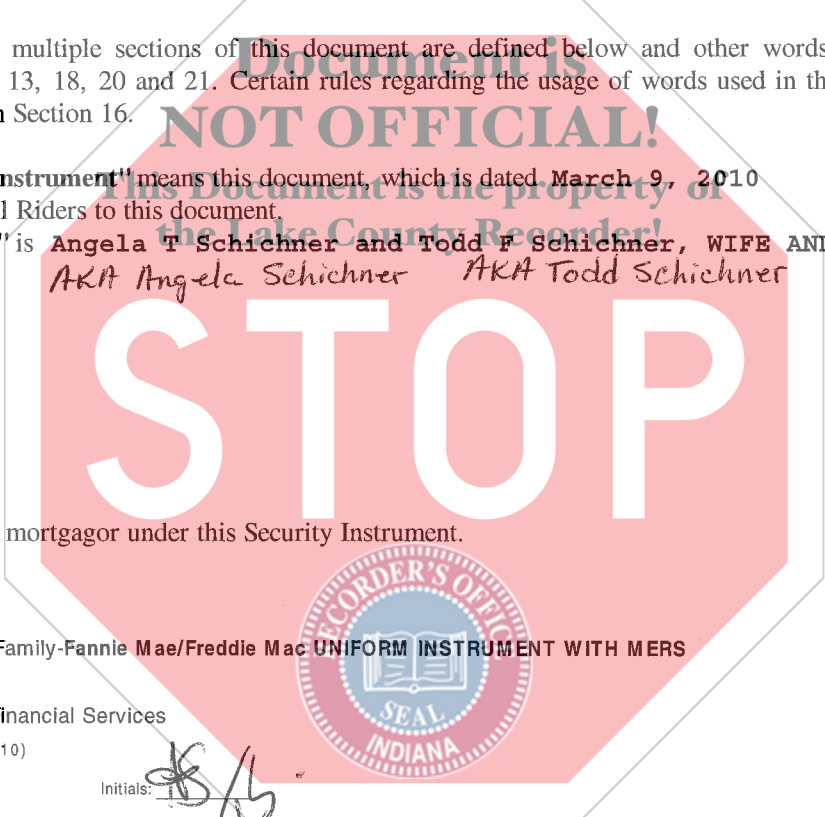 multiple sections of this document are defined below and other words
Document is
13, 18, 20 and 21. Certain rules regarding the usage of words used in th
Section 16.
NOT OFFICIAL!
nstrument" means this document, which is dated March 9, 2010
This Document is the property of
l Riders to this document.
the Lake County Recorder!
" is Angela T Schichner and Todd F Schichner, WIFE AND
AKA Angela Schichner AKA Todd Schichner
STOP
mortgagor under this Security Instrument.
RECORDER'S OFFICE
Family-Fannie Mae/Freddie Mac UNIFORM INSTRUMENT WITH MERS
SEAL
inancial Services
INDIANA
10)
Initials: